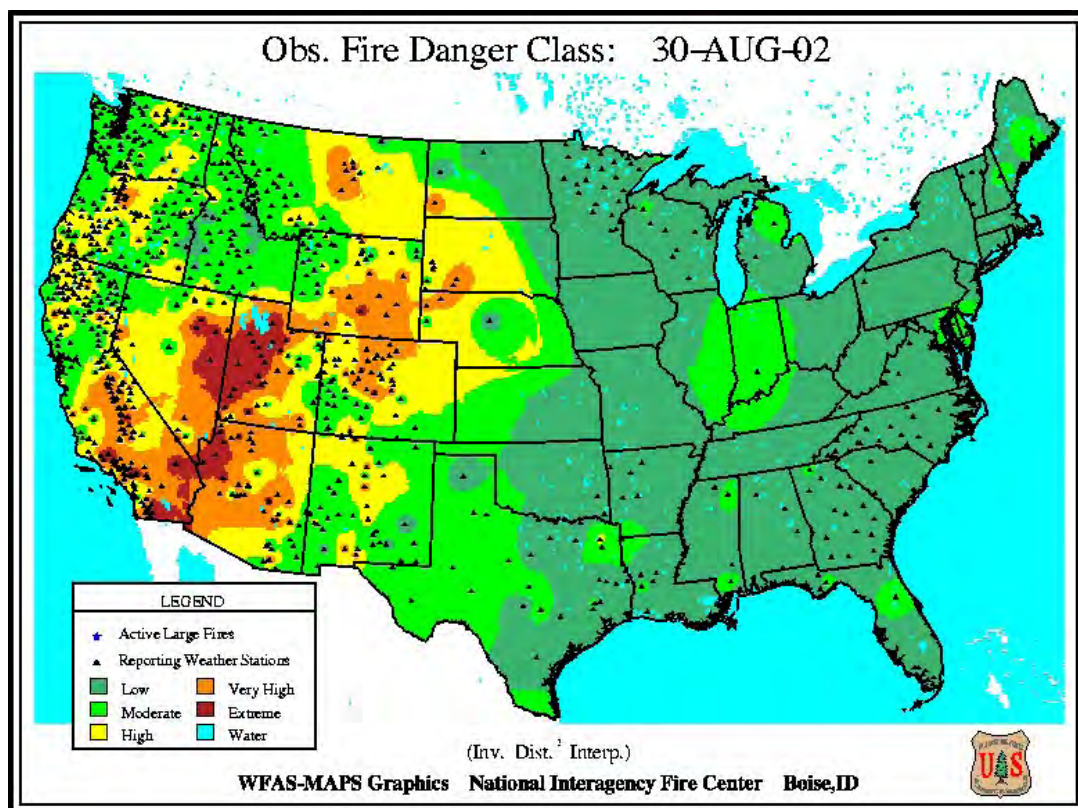 Obs. Fire Danger Class: 30-AUG-02
LEGEND
Active Large Fires
Reporting Weather Stations
Low Very High
Moderate Extreme
High Water
(Inv. Dist.² Interp.)
WFAS-MAPS Graphics National Interagency Fire Center Boise,ID
U S